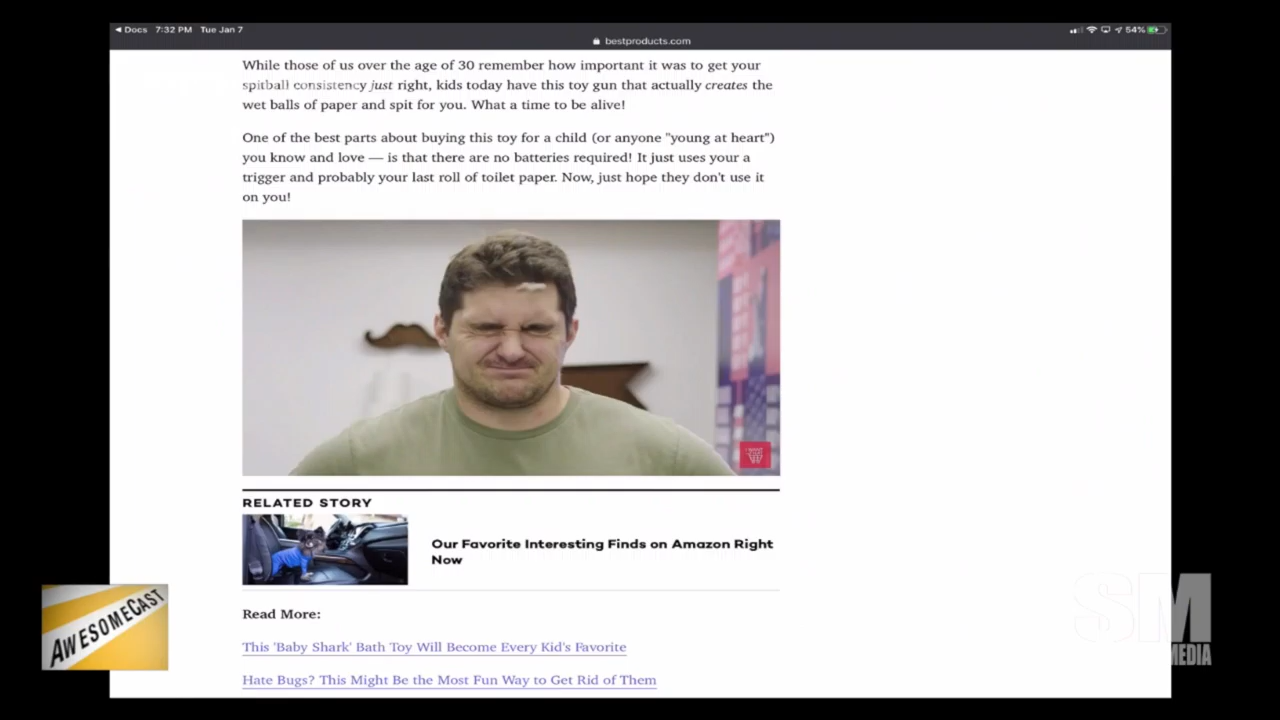 Docs 7:32 PM Tue Jan 7
54%
bestproducts.com
While those of us over the age of 30 remember how important it was to get your
spitball consistency just right, kids today have this toy gun that actually creates the
wet balls of paper and spit for you. What a time to be alive!
One of the best parts about buying this toy for a child (or anyone "young at heart")
you know and love — is that there are no batteries required! It just uses your a
trigger and probably your last roll of toilet paper. Now, just hope they don't use it
on you!
RELATED STORY
Our Favorite Interesting Finds on Amazon Right
Now
Read More:
This 'Baby Shark' Bath Toy Will Become Every Kid's Favorite
Hate Bugs? This Might Be the Most Fun Way to Get Rid of Them
AWESOMECAST
SM
MEDIA